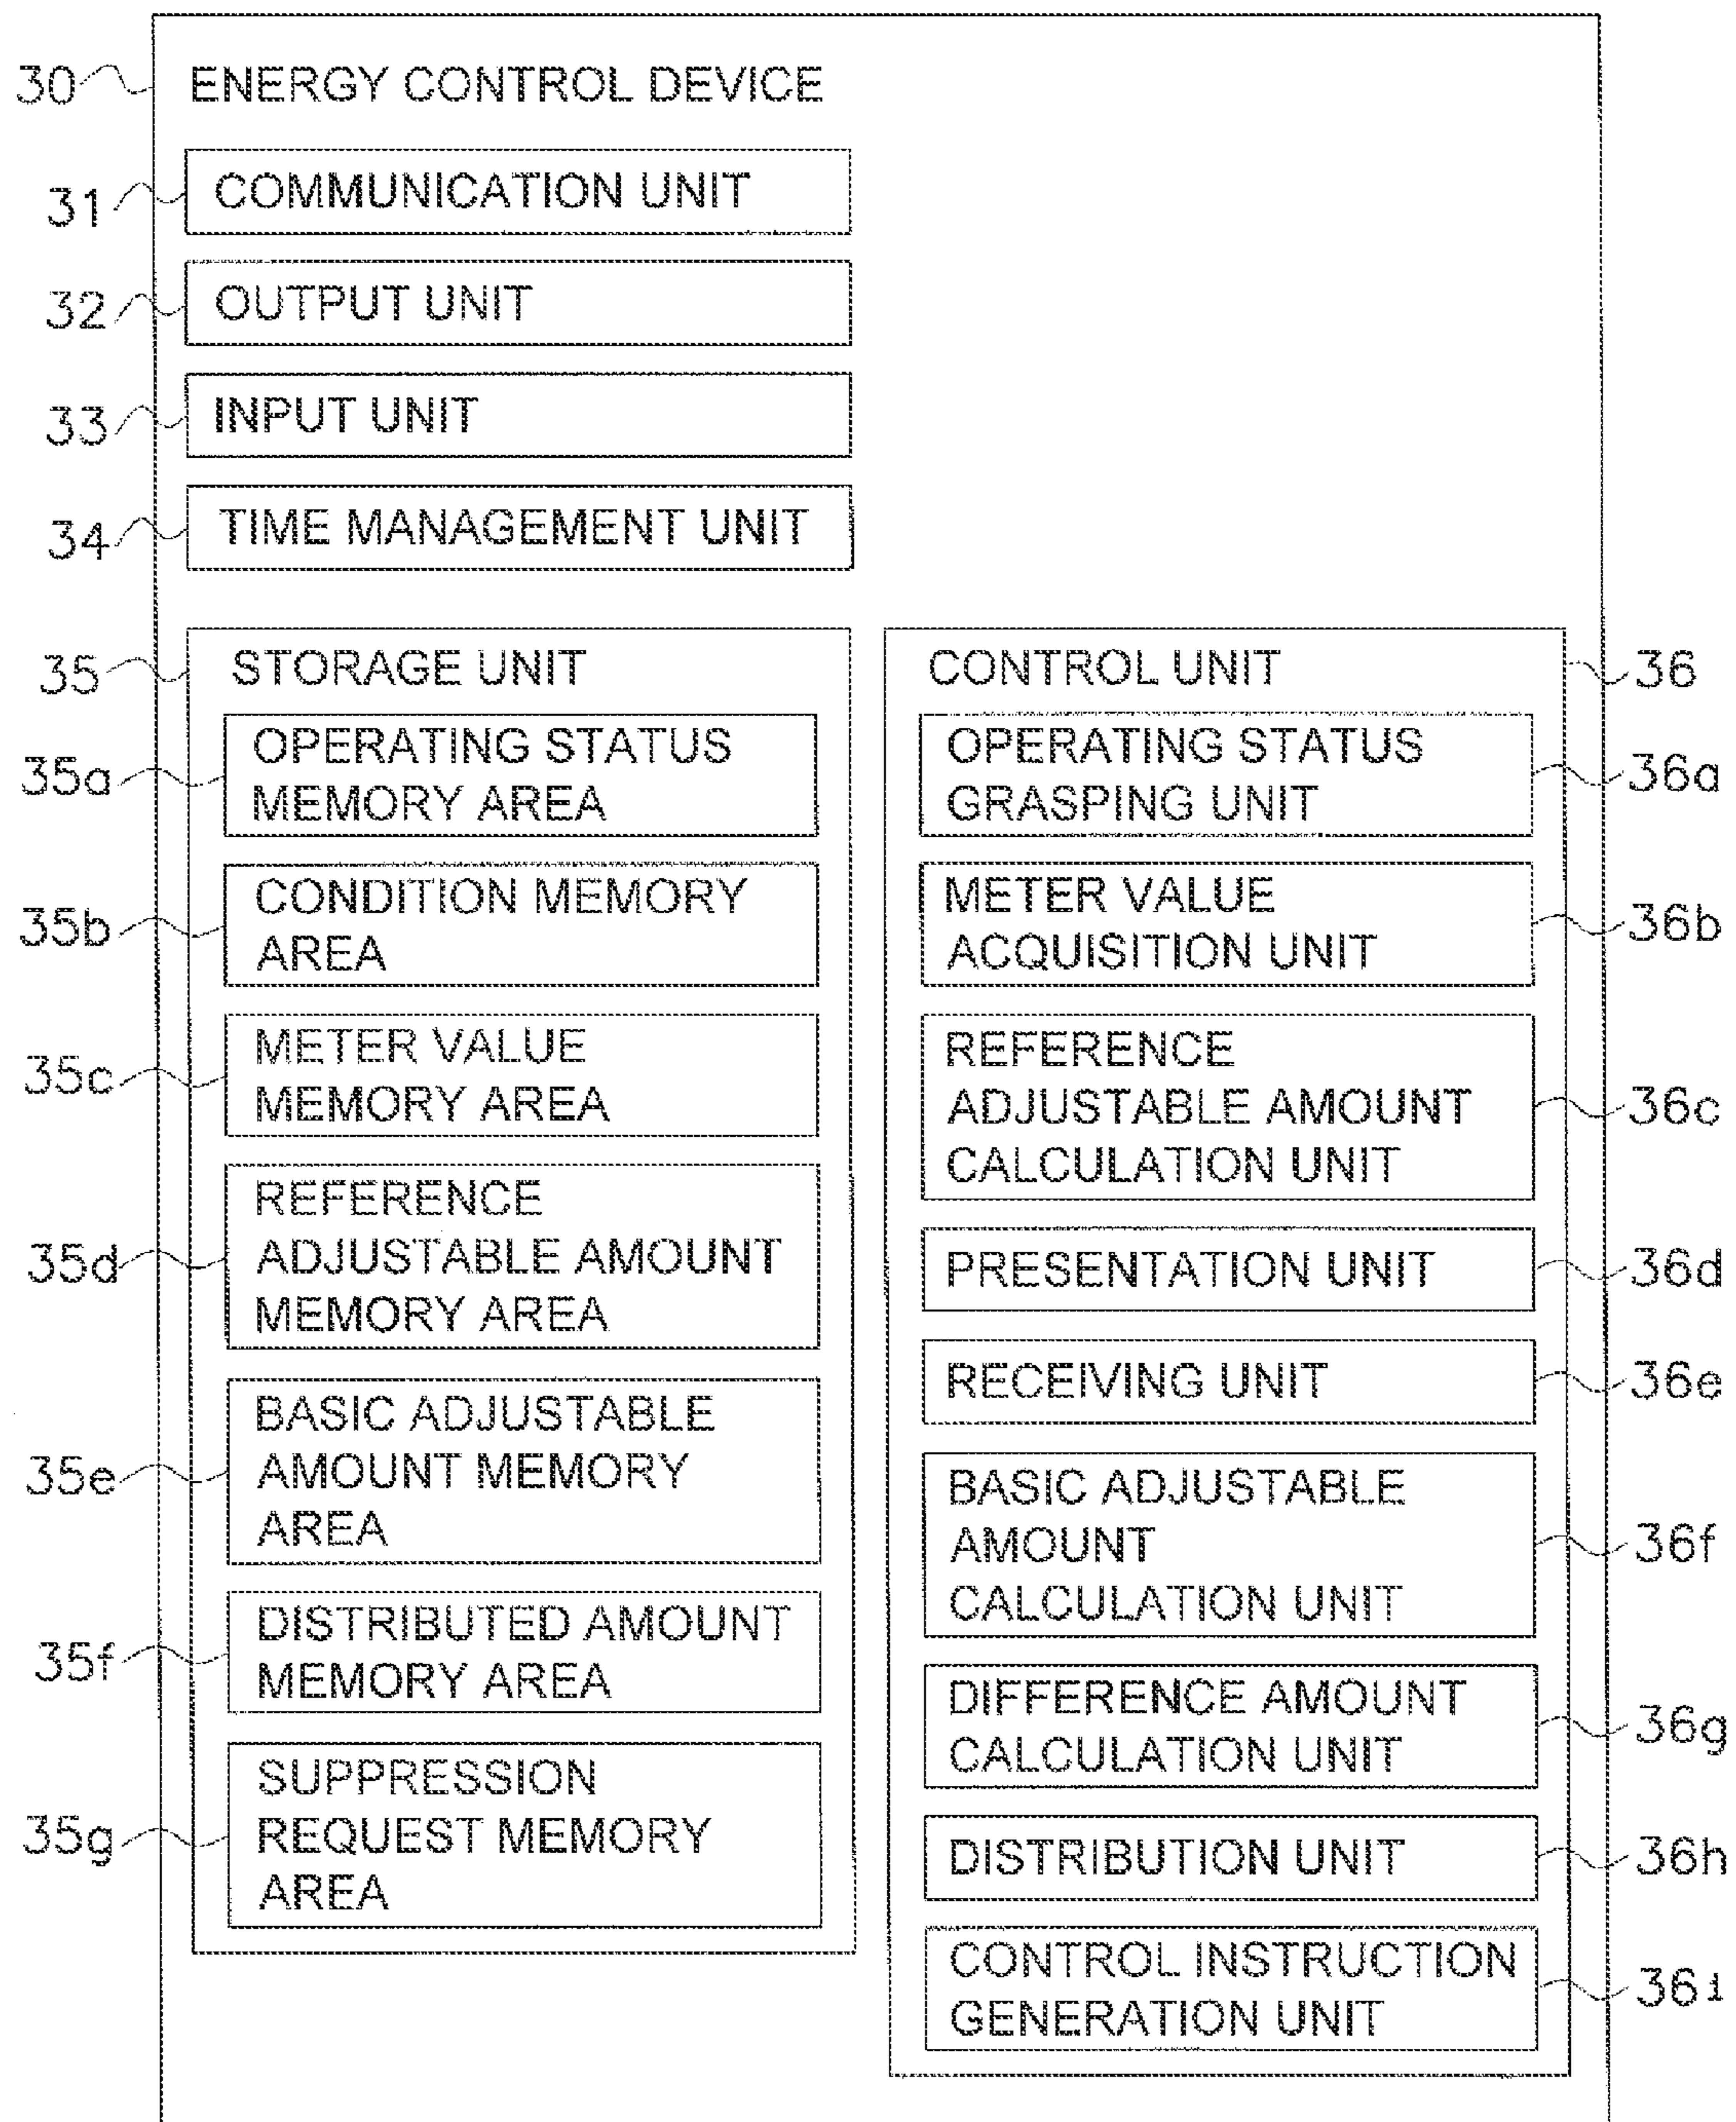 30 ENERGY CONTROL DEVICE
31 COMMUNICATION UNIT
32 OUTPUT UNIT
33 INPUT UNIT
34 TIME MANAGEMENT UNIT
35 STORAGE UNIT
35a OPERATING STATUS
MEMORY AREA
35b CONDITION MEMORY
AREA
35c METER VALUE
MEMORY AREA
35d REFERENCE
ADJUSTABLE AMOUNT
MEMORY AREA
35e BASIC ADJUSTABLE
AMOUNT MEMORY
AREA
35f DISTRIBUTED AMOUNT
MEMORY AREA
35g SUPPRESSION
REQUEST MEMORY
AREA
CONTROL UNIT 36
OPERATING STATUS
GRASPING UNIT 36a
METER VALUE
ACQUISITION UNIT 36b
REFERENCE
ADJUSTABLE AMOUNT 36c
CALCULATION UNIT
PRESENTATION UNIT 36d
RECEIVING UNIT 36e
BASIC ADJUSTABLE
AMOUNT 36f
CALCULATION UNIT
DIFFERENCE AMOUNT
CALCULATION UNIT 36g
DISTRIBUTION UNIT 36h
CONTROL INSTRUCTION
GENERATION UNIT 36i